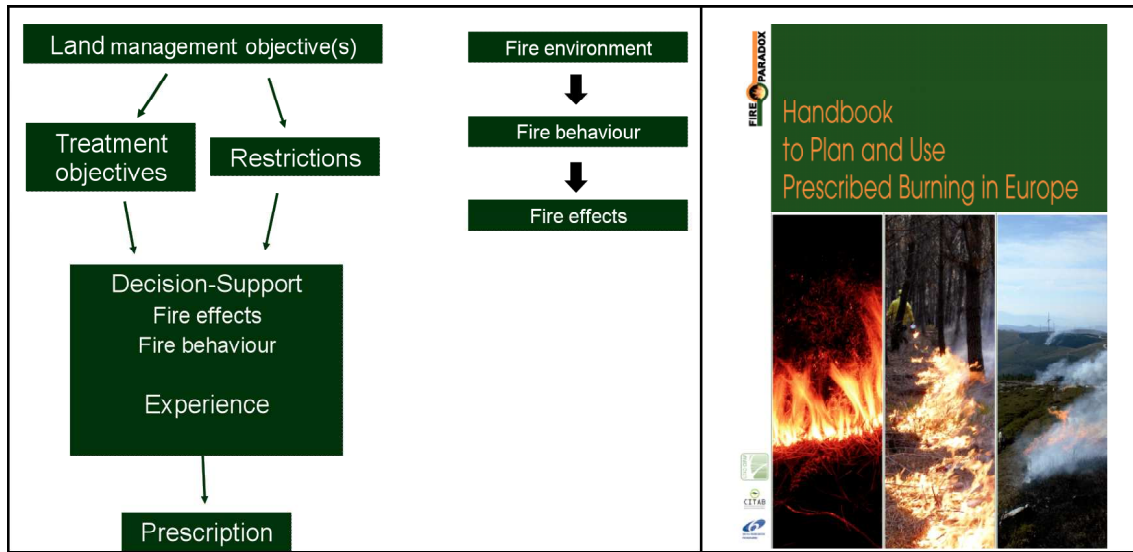 Land management objective(s)
Treatment
objectives
Restrictions
Decision-Support
Fire effects
Fire behaviour
Experience
Prescription
Fire environment
Fire behaviour
Fire effects
FIRE PARADOX
Handbook
to Plan and Use
Prescribed Burning in Europe
CITAB